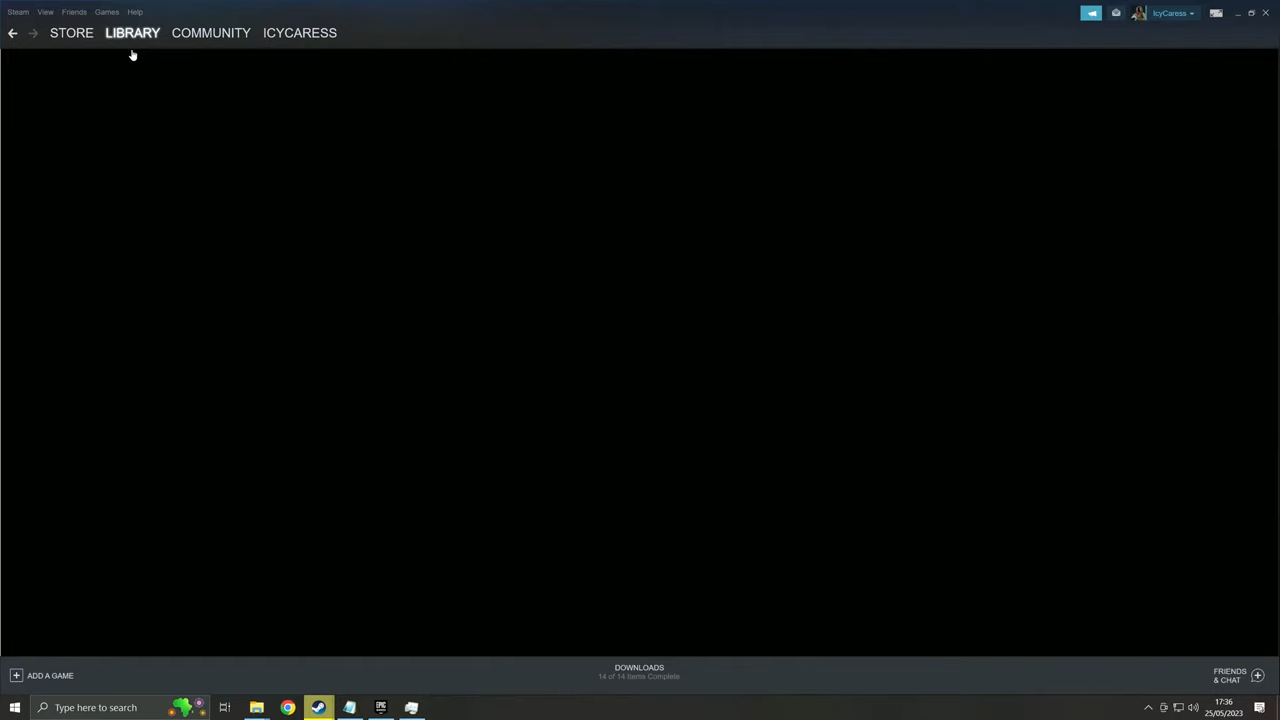 Steam View Friends Games Help
IcyCaress
STORE LIBRARY COMMUNITY ICYCARESS
ADD A GAME
DOWNLOADS
14 of 14 Items Complete
FRIENDS
& CHAT
Type here to search
EPIC
17:36
25/05/2023